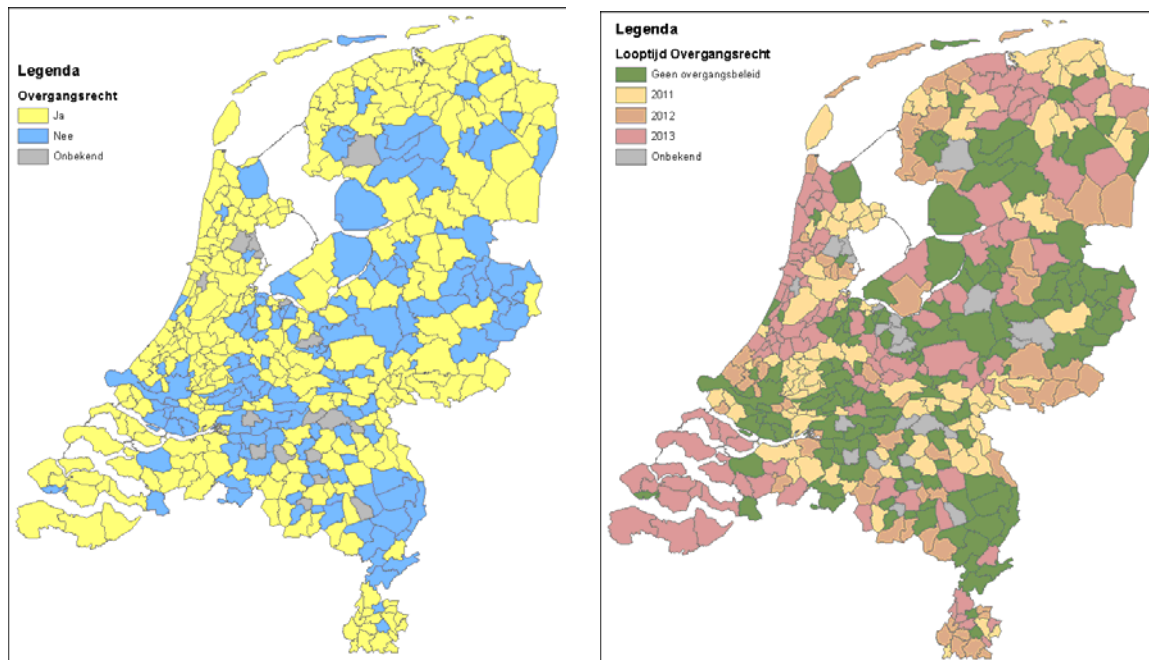 Legenda
Overgangsrecht
Ja
Nee
Onbekend
Legenda
Looptijd Overgangsrecht
Geen overgangsbeleid
2011
2012
2013
Onbekend